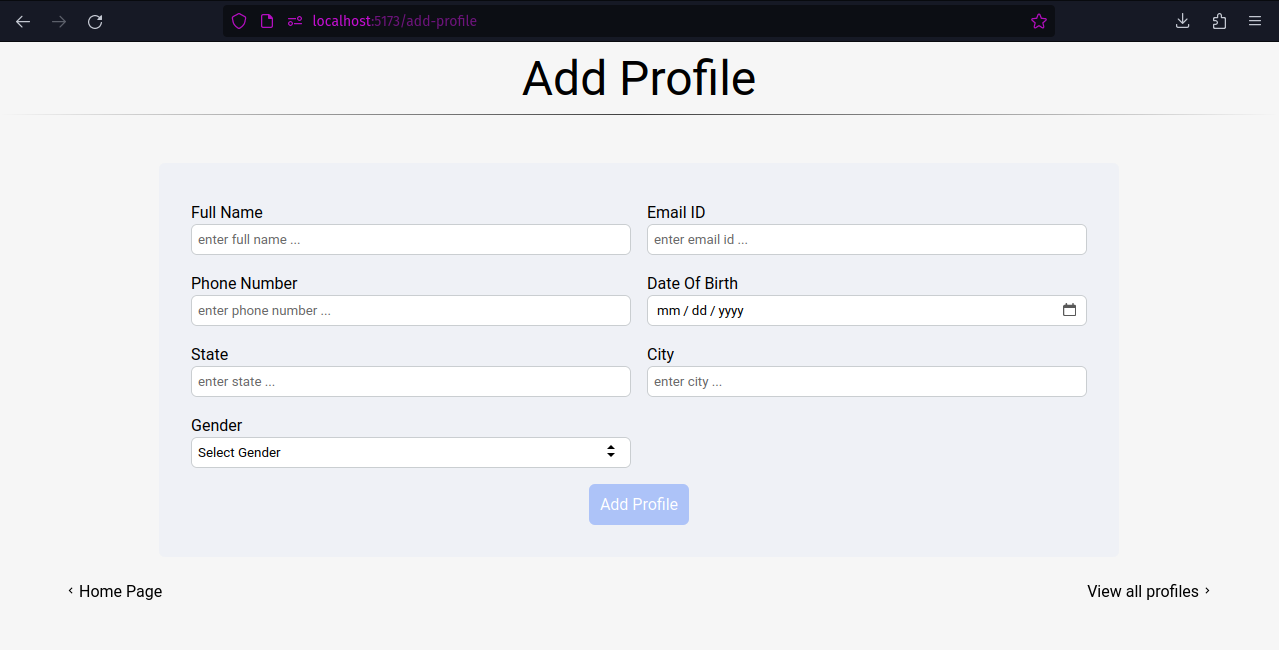 localhost:5173/add-profile
Add Profile
Full Name
Email ID
enter full name ...
enter email id ...
Phone Number
Date Of Birth
enter phone number ...
mm / dd / yyyy
State
City
enter state ...
enter city ...
Gender
Select Gender
Add Profile
‹ Home Page
View all profiles ›